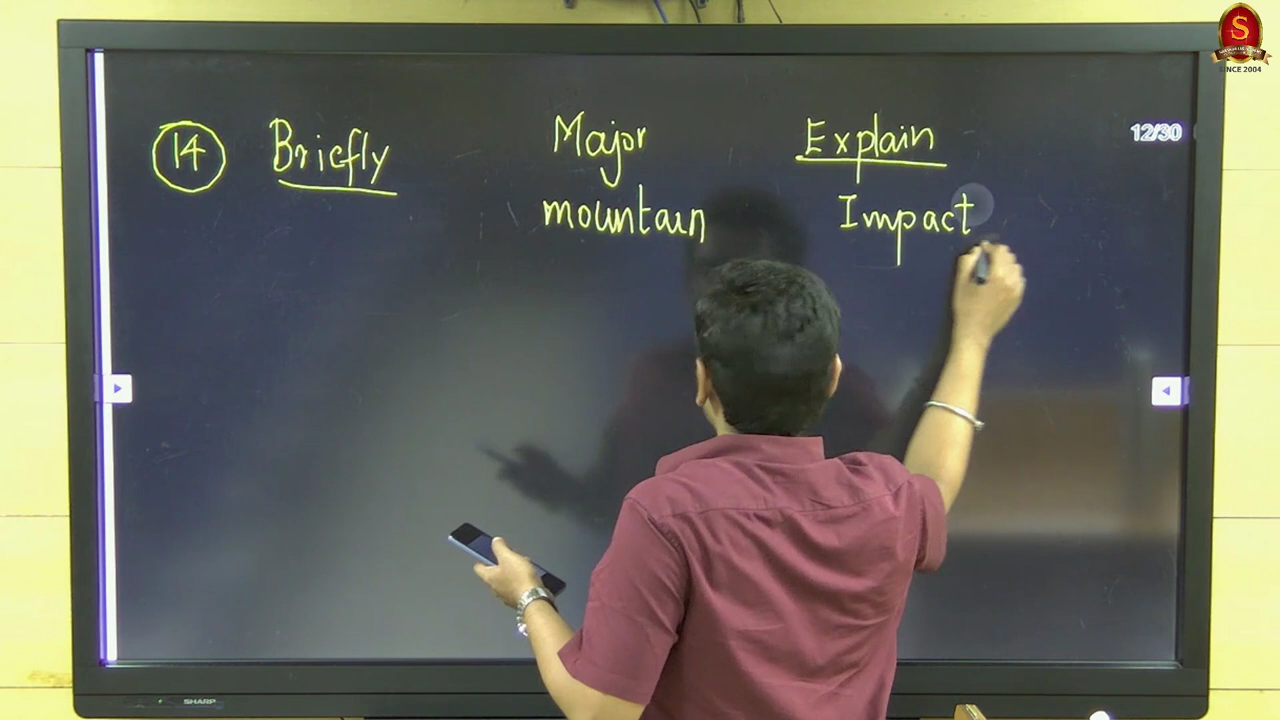 S
SINCE 2004
12/30
14 Briefly Major Explain
mountain Impact
SHARP